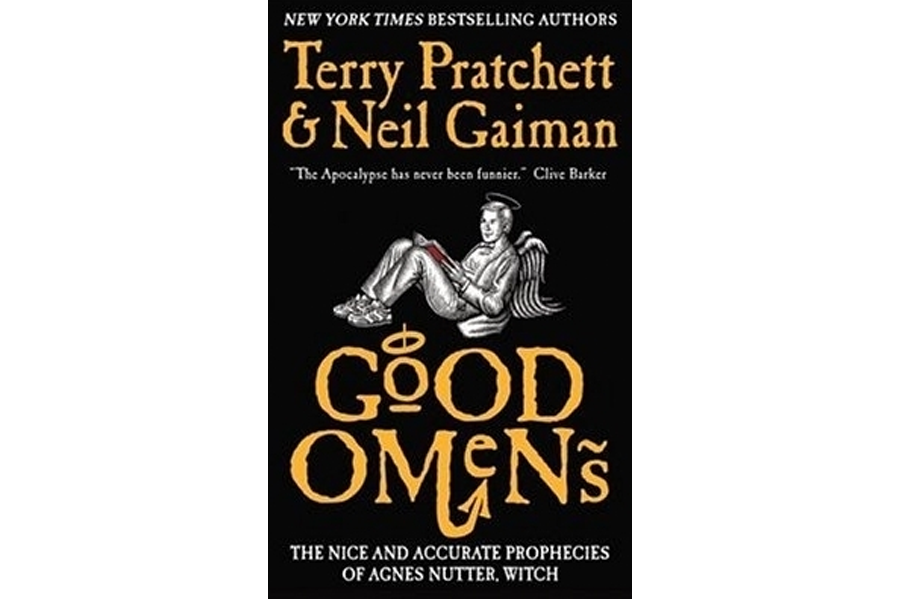 NEW YORK TIMES BESTSELLING AUTHORS
Terry Pratchett
& Neil Gaiman
"The Apocalypse has never been funnier." Clive Barker
GOOD
OMENS
THE NICE AND ACCURATE PROPHECIES
OF AGNES NUTTER, WITCH